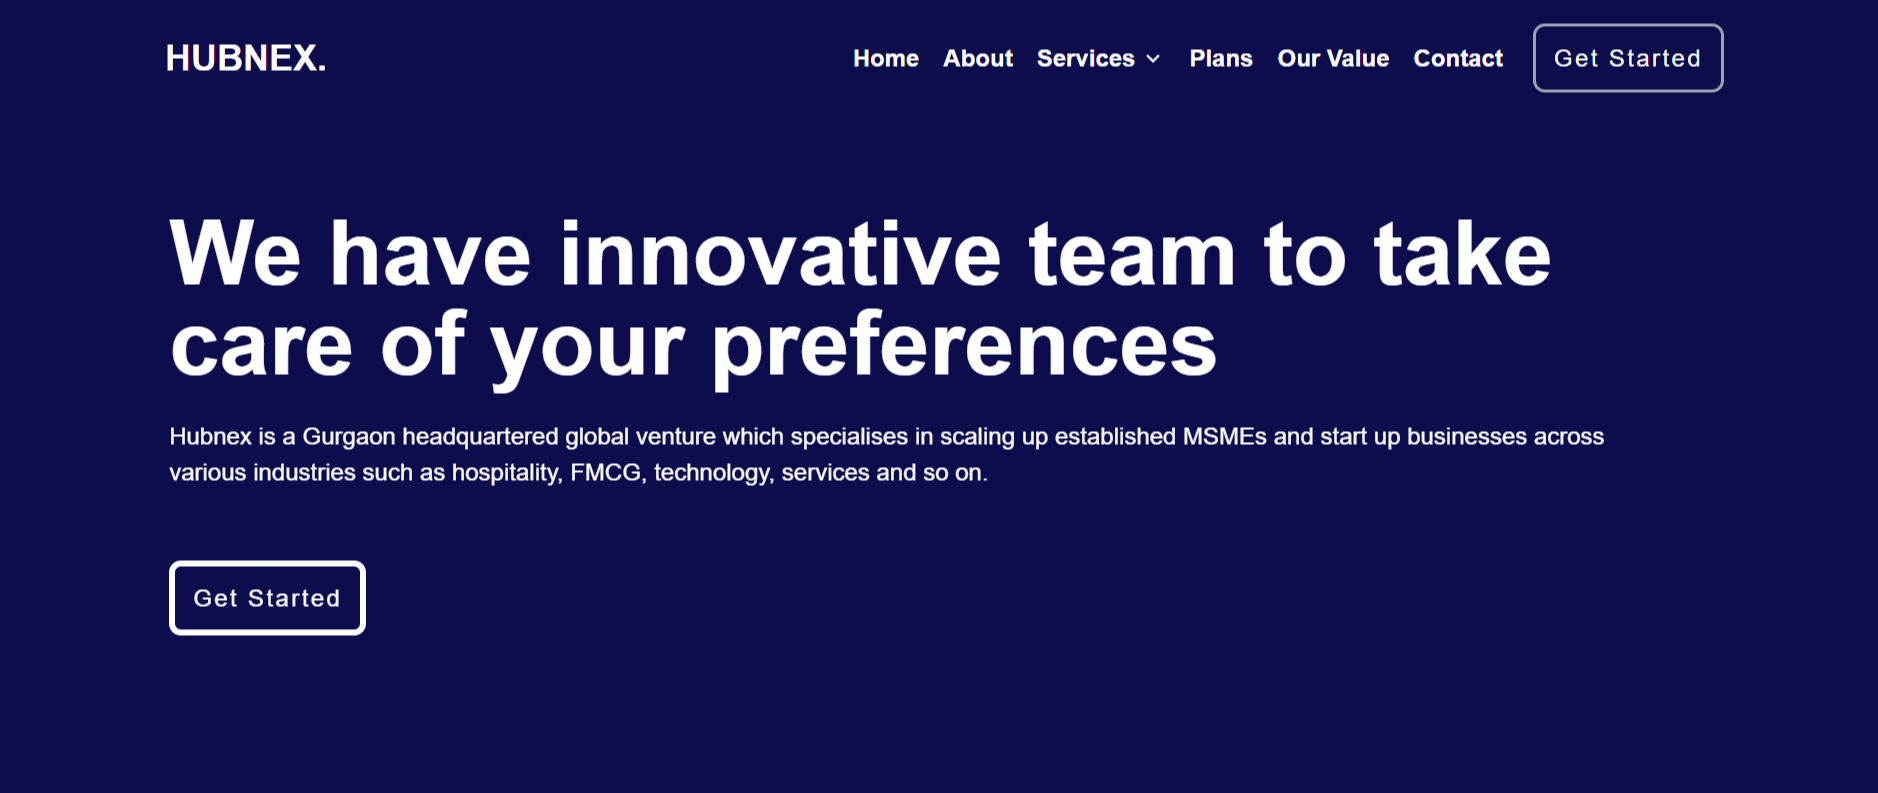 HUBNEX.
Home About Services Plans Our Value Contact Get Started
We have innovative team to take
care of your preferences
Hubnex is a Gurgaon headquartered global venture which specialises in scaling up established MSMEs and start up businesses across
various industries such as hospitality, FMCG, technology, services and so on.
Get Started